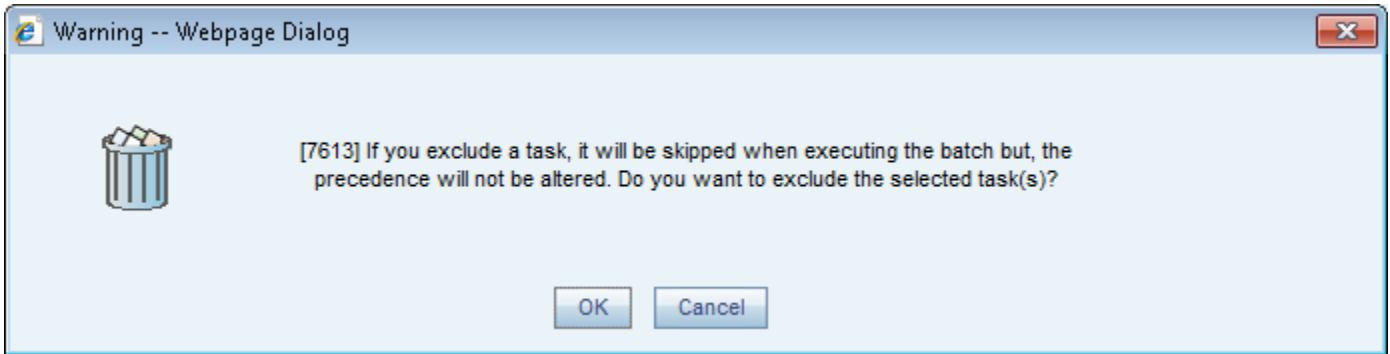 Warning -- Webpage Dialog
[7613] If you exclude a task, it will be skipped when executing the batch but, the
precedence will not be altered. Do you want to exclude the selected task(s)?
OK
Cancel